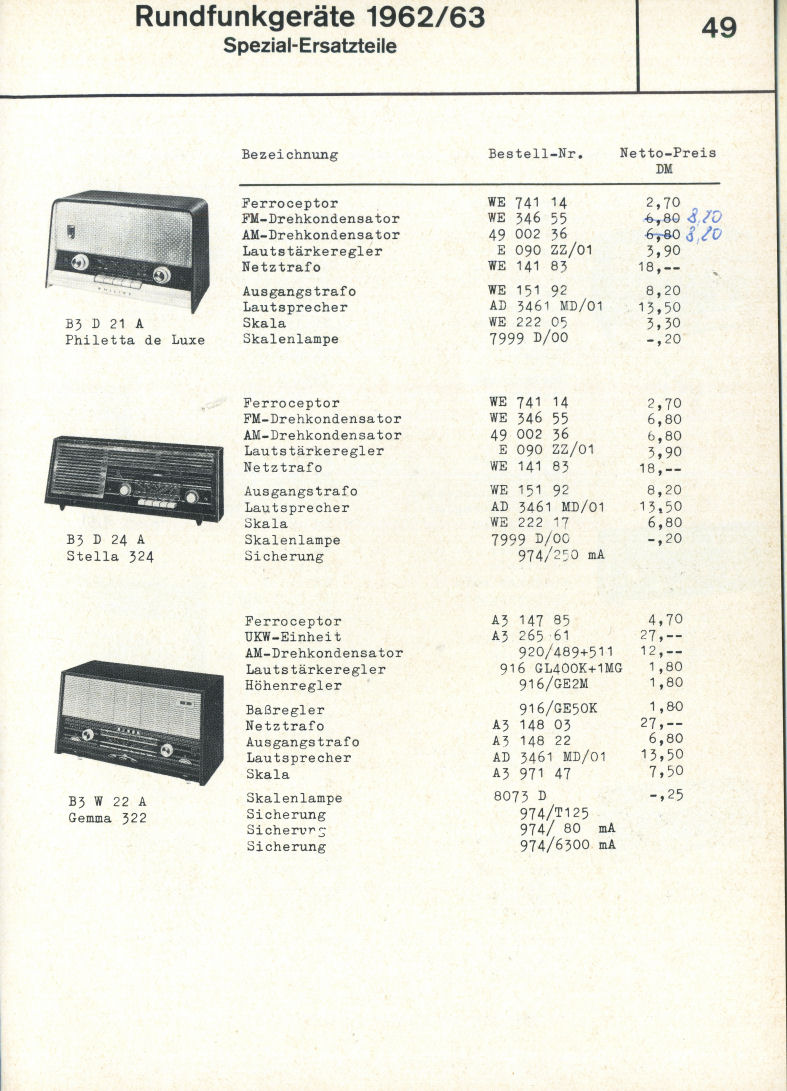 Rundfunkgeräte 1962/63
Spezial-Ersatzteile
49
Bezeichnung Bestell-Nr. Netto-Preis
DM
Ferroceptor WE 741 14 2,70
FM-Drehkondensator WE 346 55 6,80 8,20
AM-Drehkondensator 49 002 36 6,80 8,20
Lautstärkeregler E 090 ZZ/01 3,90
Netztrafo WE 141 83 18,--
Ausgangstrafo WE 151 92 8,20
Lautsprecher AD 3461 MD/01 13,50
Skala WE 222 05 3,30
Skalenlampe 7999 D/00 -,20
PHILIPS
B3 D 21 A
Philetta de Luxe
Ferroceptor WE 741 14 2,70
FM-Drehkondensator WE 346 55 6,80
AM-Drehkondensator 49 002 36 6,80
Lautstärkeregler E 090 ZZ/01 3,90
Netztrafo WE 141 83 18,--
Ausgangstrafo WE 151 92 8,20
Lautsprecher AD 3461 MD/01 13,50
Skala WE 222 17 6,80
Skalenlampe 7999 D/00 -,20
Sicherung 974/250 mA
B3 D 24 A
Stella 324
Ferroceptor A3 147 85 4,70
UKW-Einheit A3 265 61 27,--
AM-Drehkondensator 920/489+511 12,--
Lautstärkeregler 916 GL400K+1MG 1,80
Höhenregler 916/GE2M 1,80
Baßregler 916/GE50K 1,80
Netztrafo A3 148 03 27,--
Ausgangstrafo A3 148 22 6,80
Lautsprecher AD 3461 MD/01 13,50
Skala A3 971 47 7,50
Skalenlampe 8073 D -,25
Sicherung 974/T125
Sicherung 974/ 80 mA
Sicherung 974/6300 mA
B3 W 22 A
Gemma 322